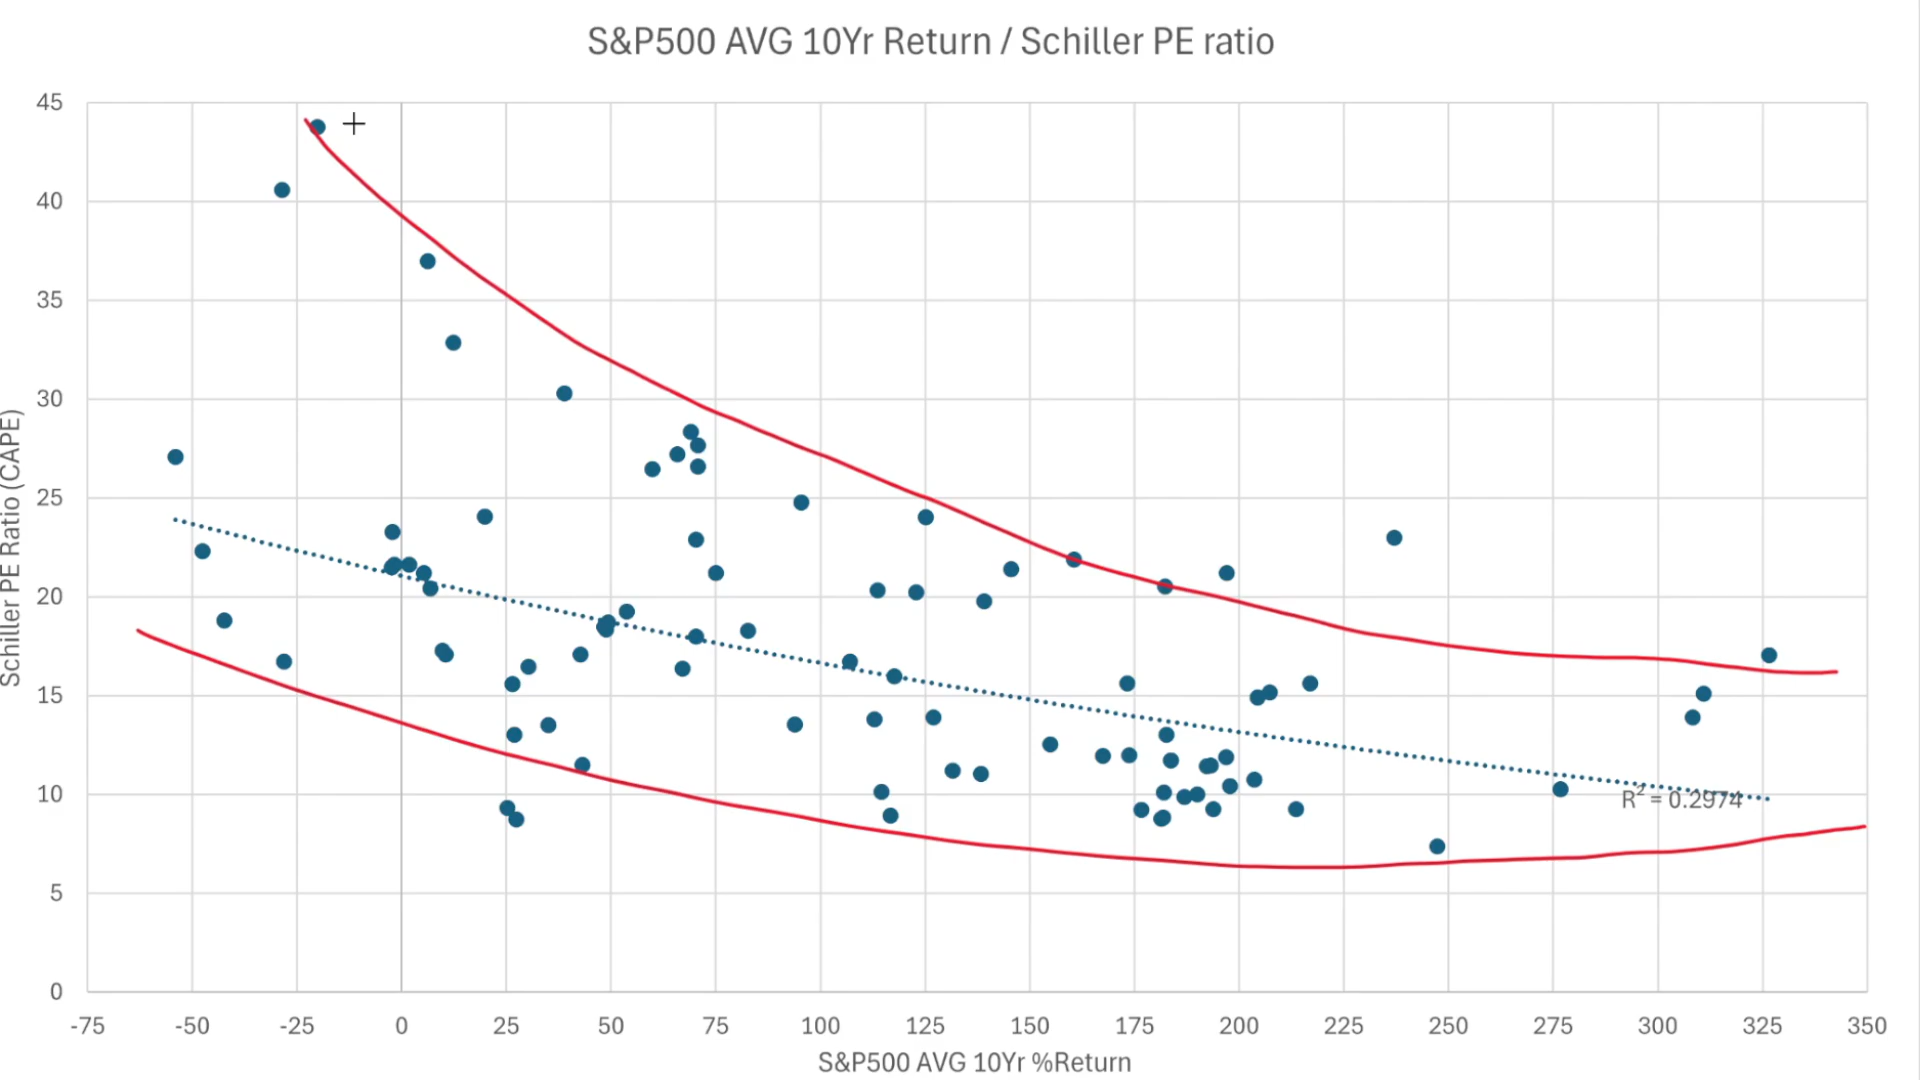 S&P500 AVG 10Yr Return / Schiller PE ratio
Schiller PE Ratio (CAPE)
45
40
35
30
25
20
15
10
5
0
R² = 0.2974
-75 -50 -25 0 25 50 75 100 125 150 175 200 225 250 275 300 325 350
S&P500 AVG 10Yr %Return